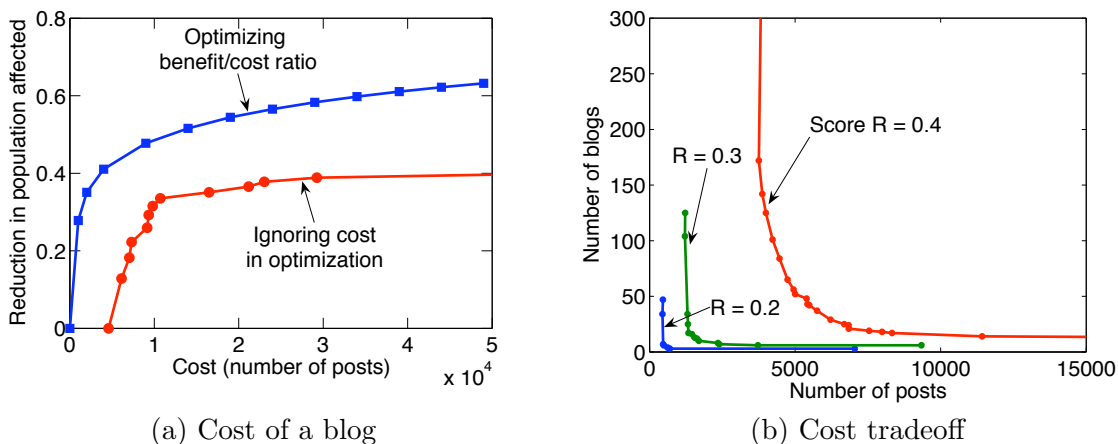 Reduction in population affected
0.8
0.6
0.4
0.2
0
Optimizing
benefit/cost ratio
Ignoring cost
in optimization
0 1 2 3 4 5
Cost (number of posts)
x 10^4
(a) Cost of a blog
Number of blogs
300
250
200
150
100
50
0
Score R = 0.4
R = 0.3
R = 0.2
0 5000 10000 15000
Number of posts
(b) Cost tradeoff